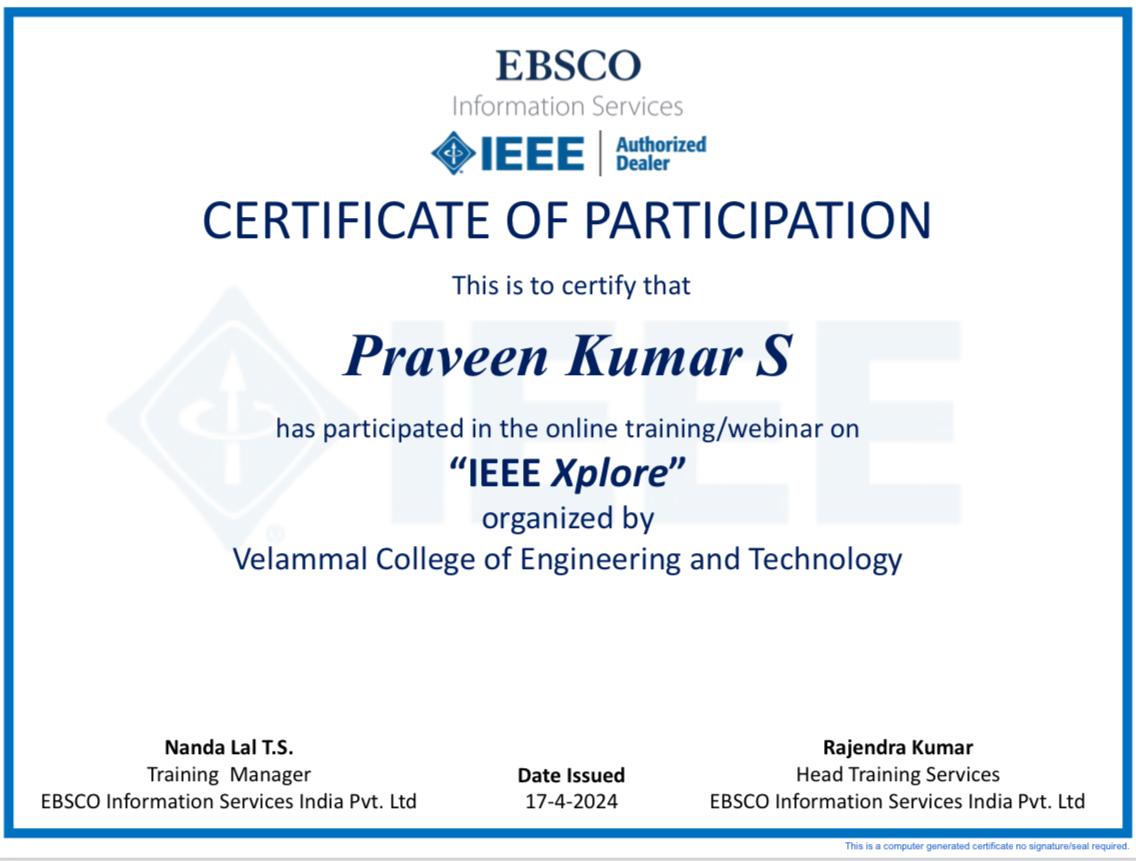 EBSCO
Information Services
IEEE | Authorized
Dealer
CERTIFICATE OF PARTICIPATION
This is to certify that
Praveen Kumar S
has participated in the online training/webinar on
“IEEE Xplore”
organized by
Velammal College of Engineering and Technology
Nanda Lal T.S.
Training Manager
EBSCO Information Services India Pvt. Ltd
Date Issued
17-4-2024
Rajendra Kumar
Head Training Services
EBSCO Information Services India Pvt. Ltd
This is a computer generated certificate no signature/seal required.
IEEE
®